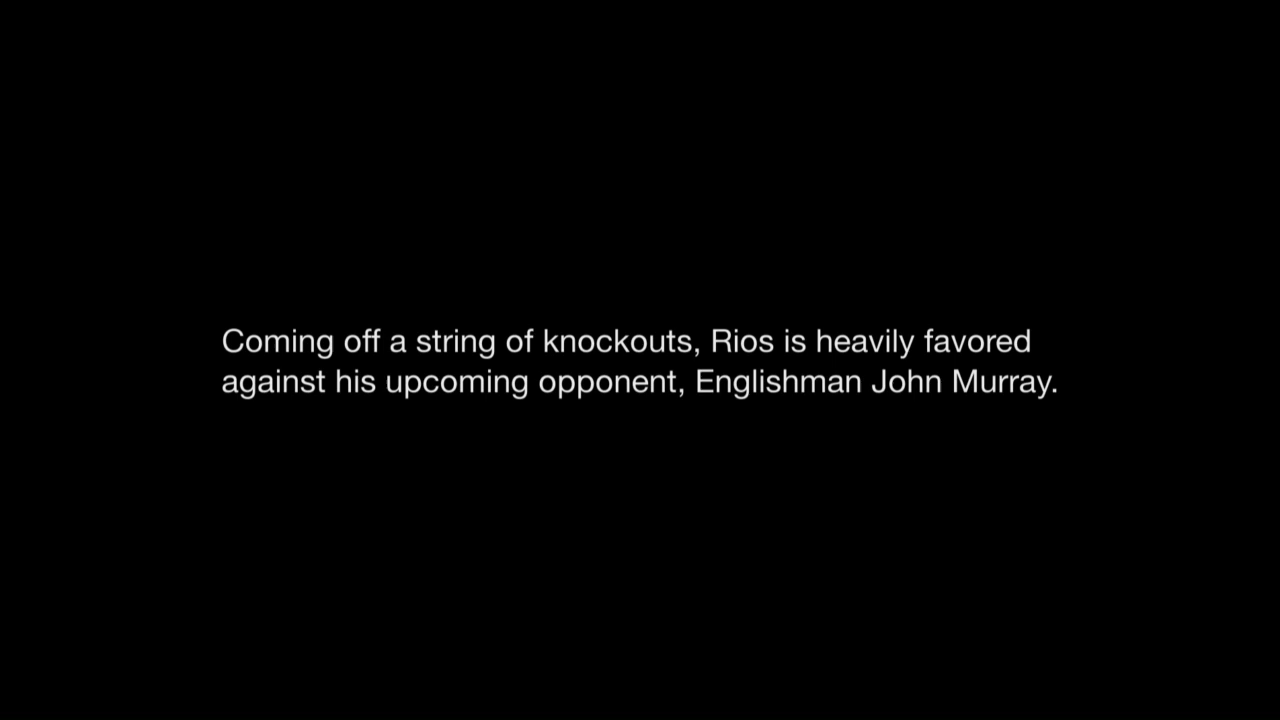 Coming off a string of knockouts, Rios is heavily favored
against his upcoming opponent, Englishman John Murray.